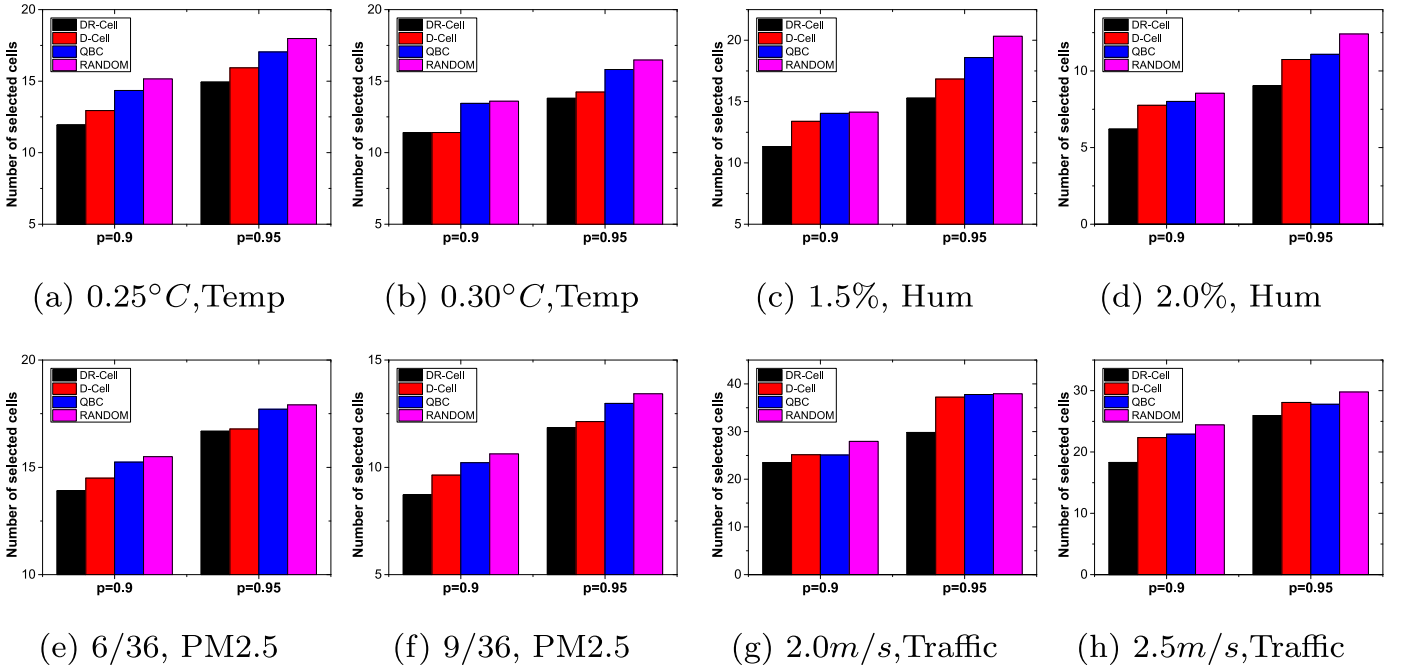 Number of selected cells
20
15
10
5
DR-Cell
D-Cell
QBC
RANDOM
p=0.9
p=0.95
(a) 0.25°C,Temp
Number of selected cells
20
15
10
5
DR-Cell
D-Cell
QBC
RANDOM
p=0.9
p=0.95
(b) 0.30°C,Temp
Number of selected cells
20
15
10
5
DR-Cell
D-Cell
QBC
RANDOM
p=0.9
p=0.95
(c) 1.5%, Hum
Number of selected cells
10
5
0
DR-Cell
D-Cell
QBC
RANDOM
p=0.9
p=0.95
(d) 2.0%, Hum
Number of selected cells
20
15
10
DR-Cell
D-Cell
QBC
RANDOM
p=0.9
p=0.95
(e) 6/36, PM2.5
Number of selected cells
15
10
5
DR-Cell
D-Cell
QBC
RANDOM
p=0.9
p=0.95
(f) 9/36, PM2.5
Number of selected cells
40
30
20
10
0
DR-Cell
D-Cell
QBC
RANDOM
p=0.9
p=0.95
(g) 2.0m/s,Traffic
Number of selected cells
30
20
10
0
DR-Cell
D-Cell
QBC
RANDOM
p=0.9
p=0.95
(h) 2.5m/s,Traffic